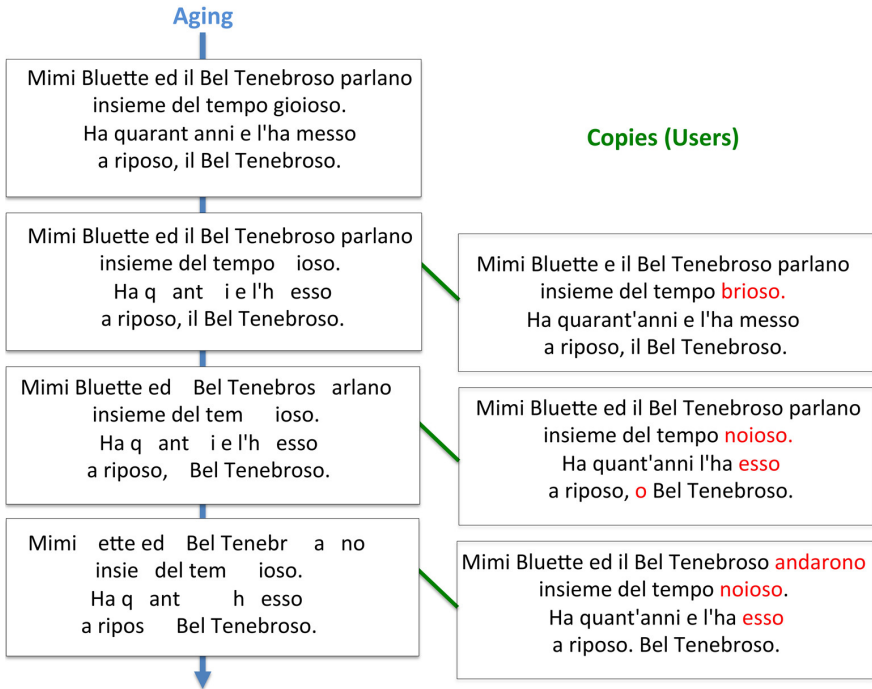 Aging
Mimi Bluette ed il Bel Tenebroso parlano
insieme del tempo gioioso.
Ha quarant anni e l'ha messo
a riposo, il Bel Tenebroso.
Copies (Users)
Mimi Bluette ed il Bel Tenebroso parlano
insieme del tempo ioso.
Ha q ant i e l'h esso
a riposo, il Bel Tenebroso.
Mimi Bluette e il Bel Tenebroso parlano
insieme del tempo brioso.
Ha quarant'anni e l'ha messo
a riposo, il Bel Tenebroso.
Mimi Bluette ed Bel Tenebros arlano
insieme del tem ioso.
Ha q ant i e l'h esso
a riposo, Bel Tenebroso.
Mimi Bluette ed il Bel Tenebroso parlano
insieme del tempo noioso.
Ha quant'anni l'ha esso
a riposo, o Bel Tenebroso.
Mimi ette ed Bel Tenebr a no
insie del tem ioso.
Ha q ant h esso
a ripos Bel Tenebroso.
Mimi Bluette ed il Bel Tenebroso andarono
insieme del tempo noioso.
Ha quant'anni e l'ha esso
a riposo. Bel Tenebroso.